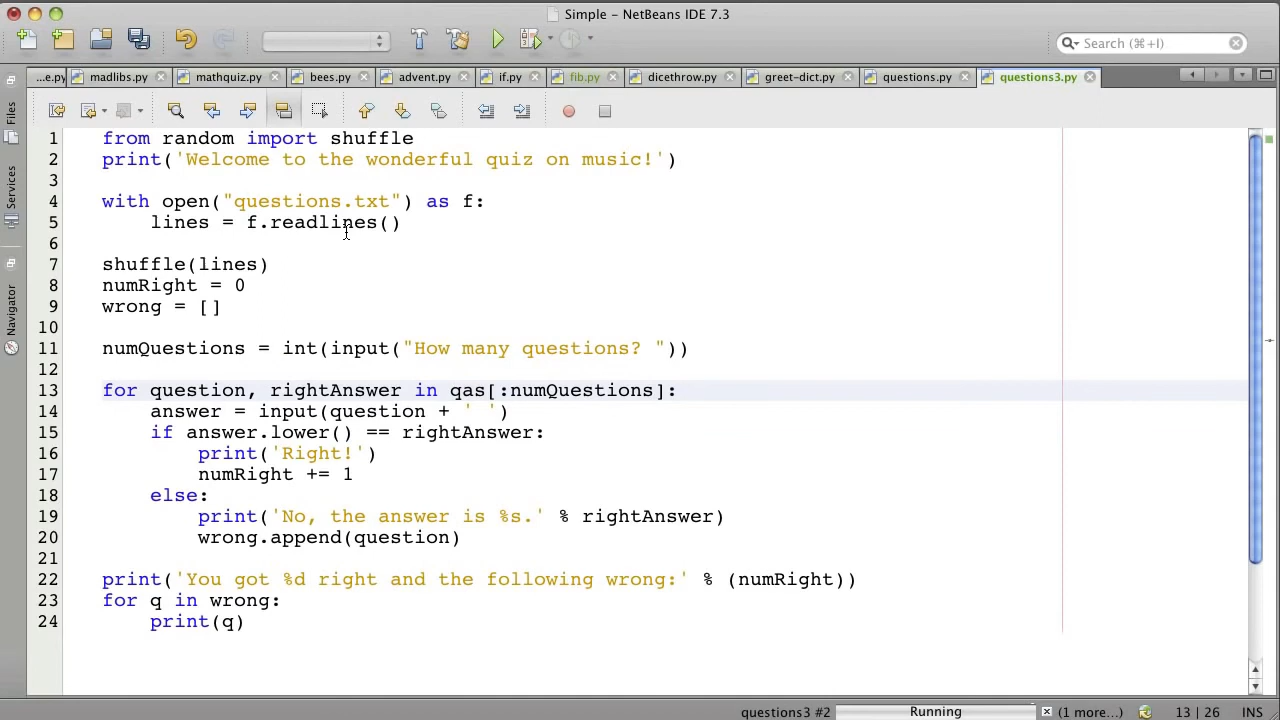 Simple – NetBeans IDE 7.3
Search (⌘+I)
...e.py madlibs.py mathquiz.py bees.py advent.py if.py fib.py dicethrow.py greet-dict.py questions.py questions3.py
Files
Services
Navigator
1 from random import shuffle
2 print('Welcome to the wonderful quiz on music!')
3
4 with open("questions.txt") as f:
5     lines = f.readlines()
6
7 shuffle(lines)
8 numRight = 0
9 wrong = []
10
11 numQuestions = int(input("How many questions? "))
12
13 for question, rightAnswer in qas[:numQuestions]:
14     answer = input(question + ' ')
15     if answer.lower() == rightAnswer:
16         print('Right!')
17         numRight += 1
18     else:
19         print('No, the answer is %s.' % rightAnswer)
20         wrong.append(question)
21
22 print('You got %d right and the following wrong:' % (numRight))
23 for q in wrong:
24     print(q)
questions3 #2 Running (1 more...) 13 | 26 INS